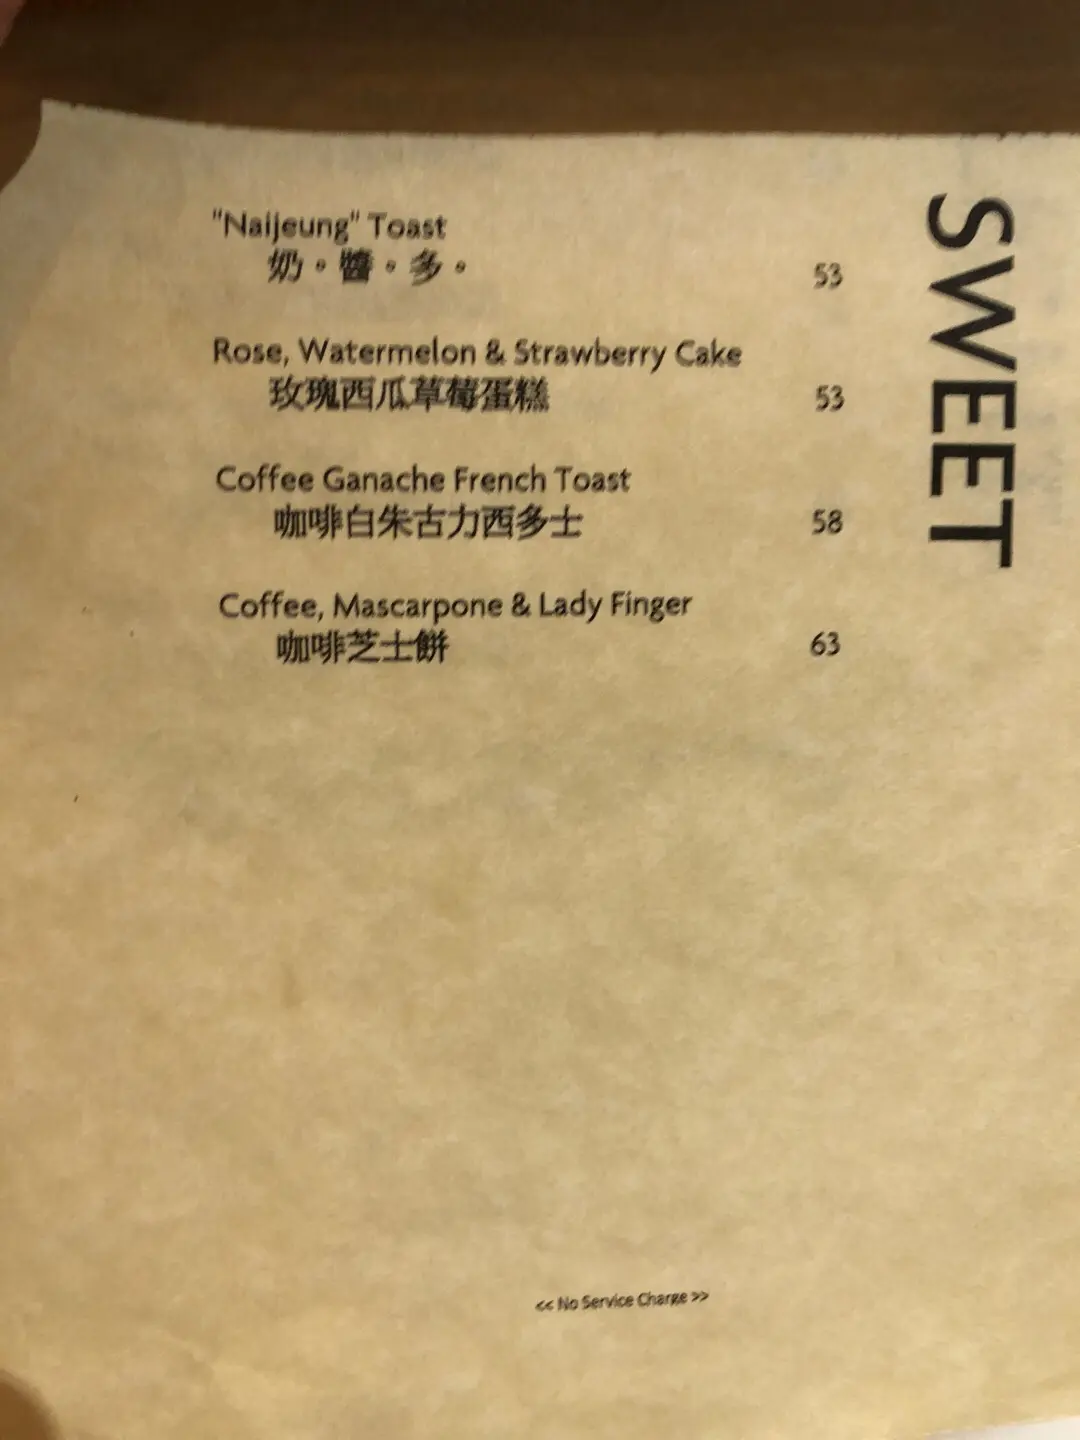 SWEET
"Naijeung" Toast
奶。醬。多。 53
Rose, Watermelon & Strawberry Cake
玫瑰西瓜草莓蛋糕 53
Coffee Ganache French Toast
咖啡白朱古力西多士 58
Coffee, Mascarpone & Lady Finger
咖啡芝士餅 63
<< No Service Charge >>